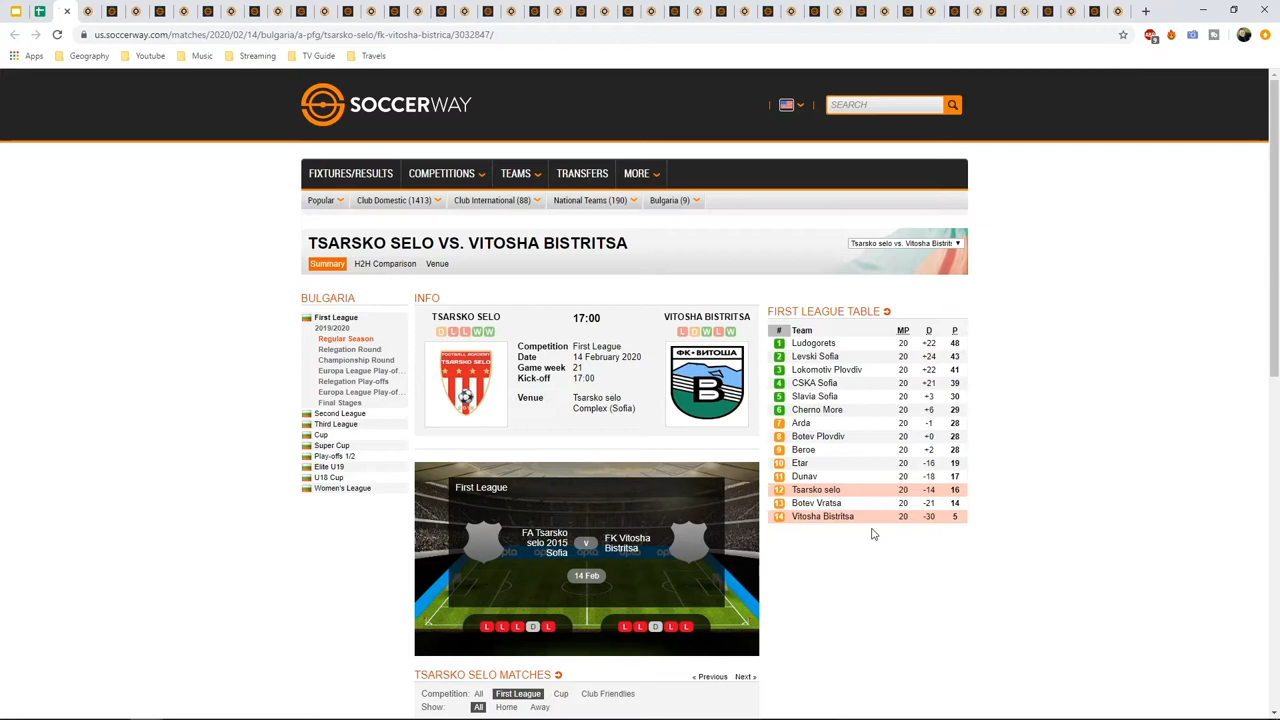 us.soccerway.com/matches/2020/02/14/bulgaria/a-pfg/tsarsko-selo/fk-vitosha-bistrica/3032847/
Apps Geography Youtube Music Streaming TV Guide Travels
SOCCERWAY
SEARCH
FIXTURES/RESULTS COMPETITIONS TEAMS TRANSFERS MORE
Popular Club Domestic (1413) Club International (88) National Teams (190) Bulgaria (9)
TSARSKO SELO VS. VITOSHA BISTRITSA
Tsarsko selo vs. Vitosha Bistrits
Summary H2H Comparison Venue
BULGARIA
First League
2019/2020
Regular Season
Relegation Round
Championship Round
Europa League Play-of...
Relegation Play-offs
Europa League Play-of...
Final Stages
Second League
Third League
Cup
Super Cup
Play-offs 1/2
Elite U19
U18 Cup
Women's League
INFO
TSARSKO SELO
D L L W W
FOOTBALL ACADEMY
TSARSKO SELO
17:00
Competition First League
Date 14 February 2020
Game week 21
Kick-off 17:00
Venue Tsarsko selo
Complex (Sofia)
VITOSHA BISTRITSA
L D W L W
ФК·ВИТОША
First League
FA Tsarsko
selo 2015
Sofia
v
FK Vitosha
Bistritsa
14 Feb
L L L D L
L L D L L
TSARSKO SELO MATCHES
« Previous Next »
Competition: All First League Cup Club Friendlies
Show: All Home Away
FIRST LEAGUE TABLE
# Team MP D P
1 Ludogorets 20 +22 48
2 Levski Sofia 20 +24 43
3 Lokomotiv Plovdiv 20 +22 41
4 CSKA Sofia 20 +21 39
5 Slavia Sofia 20 +3 30
6 Cherno More 20 +6 29
7 Arda 20 -1 28
8 Botev Plovdiv 20 +0 28
9 Beroe 20 +2 28
10 Etar 20 -16 19
11 Dunav 20 -18 17
12 Tsarsko selo 20 -14 16
13 Botev Vratsa 20 -21 14
14 Vitosha Bistritsa 20 -30 5